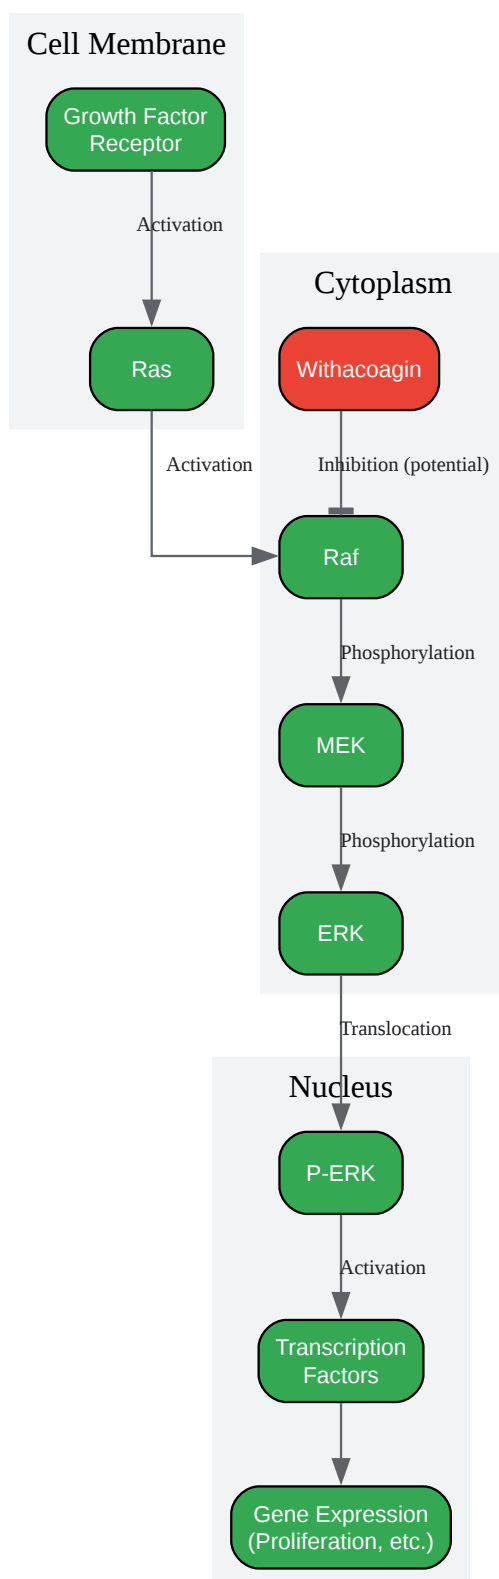 Cell Membrane
Growth Factor
Receptor
Activation
Ras
Activation
Cytoplasm
Withacoagin
Inhibition (potential)
Raf
Phosphorylation
MEK
Phosphorylation
ERK
Translocation
Nucleus
P-ERK
Activation
Transcription
Factors
Gene Expression
(Proliferation, etc.)